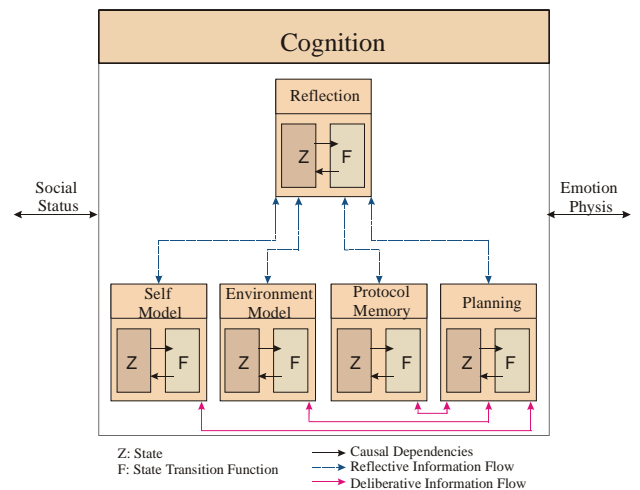 Cognition
Reflection
Z F
Social
Status
Emotion
Physis
Self
Model
Environment
Model
Protocol
Memory
Planning
Z F
Z F
Z F
Z F
Z: State
F: State Transition Function
Causal Dependencies
Reflective Information Flow
Deliberative Information Flow